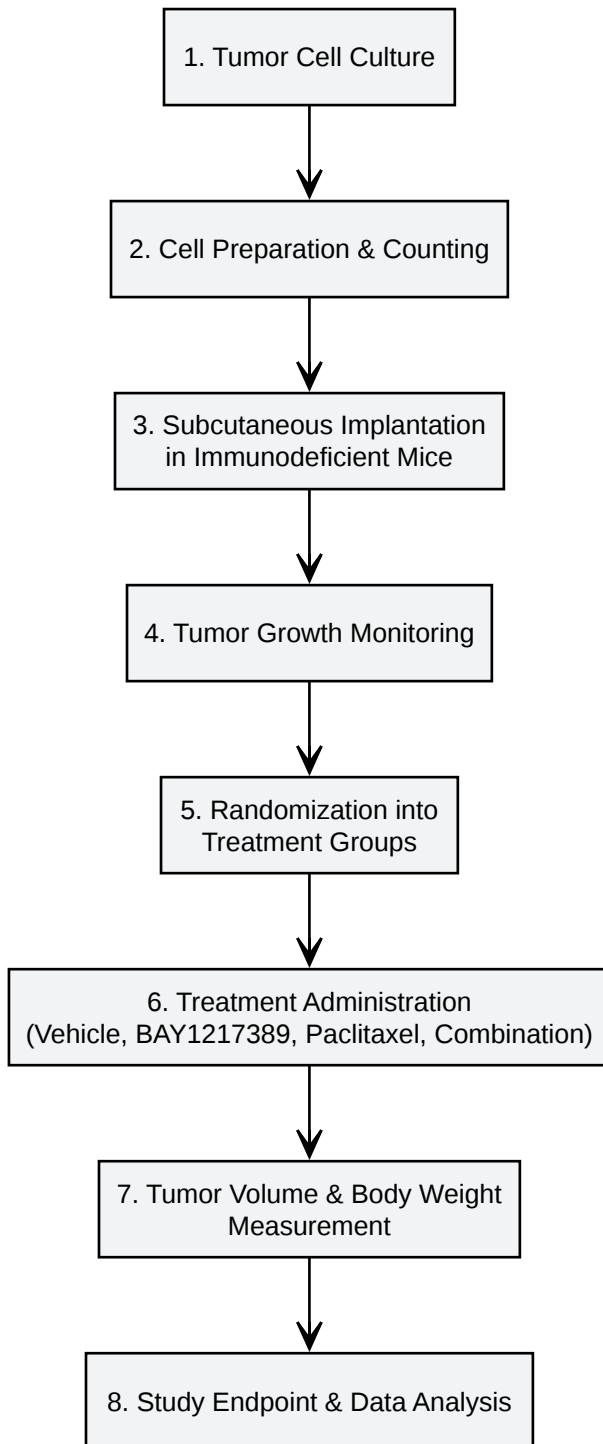 1. Tumor Cell Culture
2. Cell Preparation & Counting
3. Subcutaneous Implantation
in Immunodeficient Mice
4. Tumor Growth Monitoring
5. Randomization into
Treatment Groups
6. Treatment Administration
(Vehicle, BAY1217389, Paclitaxel, Combination)
7. Tumor Volume & Body Weight
Measurement
8. Study Endpoint & Data Analysis